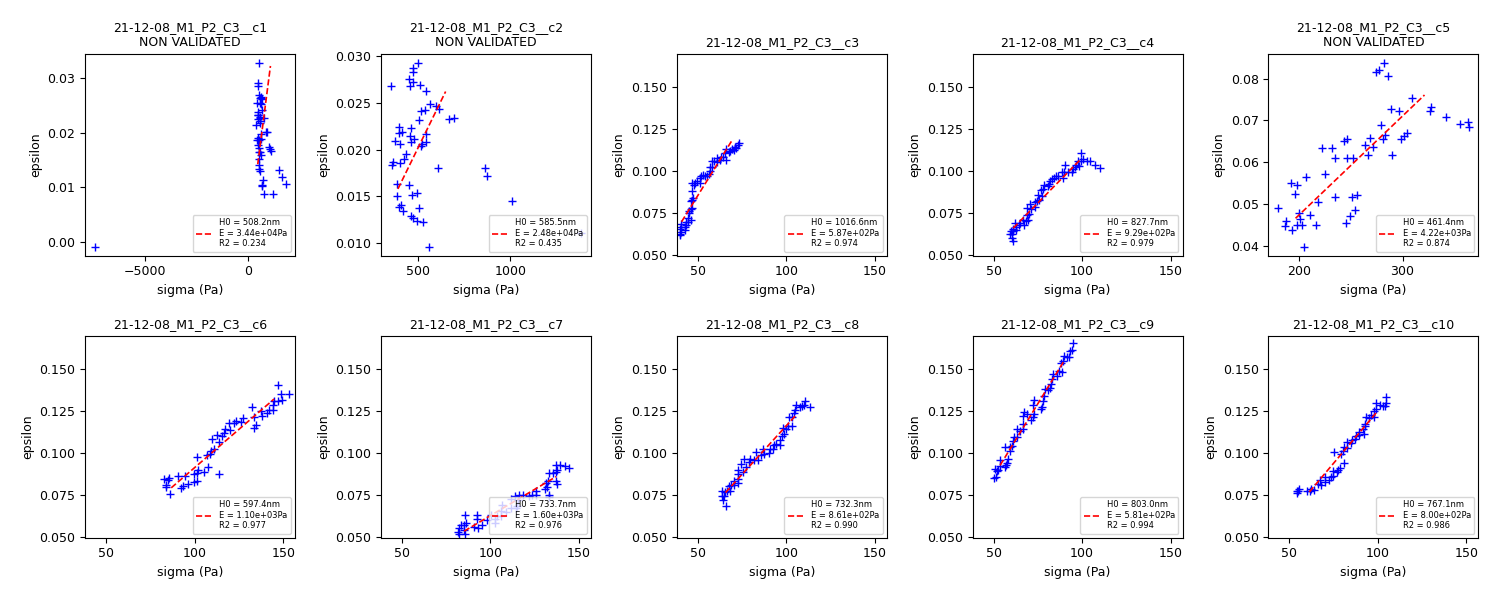 21-12-08_M1_P2_C3__c1
NON VALIDATED
epsilon
0.03
0.02
0.01
0.00
−5000
0
sigma (Pa)
H0 = 508.2nm
E = 3.44e+04Pa
R2 = 0.234
21-12-08_M1_P2_C3__c2
NON VALIDATED
epsilon
0.030
0.025
0.020
0.015
0.010
500
1000
sigma (Pa)
H0 = 585.5nm
E = 2.48e+04Pa
R2 = 0.435
21-12-08_M1_P2_C3__c3
epsilon
0.150
0.125
0.100
0.075
0.050
50
100
150
sigma (Pa)
H0 = 1016.6nm
E = 5.87e+02Pa
R2 = 0.974
21-12-08_M1_P2_C3__c4
epsilon
0.150
0.125
0.100
0.075
0.050
50
100
150
sigma (Pa)
H0 = 827.7nm
E = 9.29e+02Pa
R2 = 0.979
21-12-08_M1_P2_C3__c5
NON VALIDATED
epsilon
0.08
0.07
0.06
0.05
0.04
200
300
sigma (Pa)
H0 = 461.4nm
E = 4.22e+03Pa
R2 = 0.874
21-12-08_M1_P2_C3__c6
epsilon
0.150
0.125
0.100
0.075
0.050
50
100
150
sigma (Pa)
H0 = 597.4nm
E = 1.10e+03Pa
R2 = 0.977
21-12-08_M1_P2_C3__c7
epsilon
0.150
0.125
0.100
0.075
0.050
50
100
150
sigma (Pa)
H0 = 733.7nm
E = 1.60e+03Pa
R2 = 0.976
21-12-08_M1_P2_C3__c8
epsilon
0.150
0.125
0.100
0.075
0.050
50
100
150
sigma (Pa)
H0 = 732.3nm
E = 8.61e+02Pa
R2 = 0.990
21-12-08_M1_P2_C3__c9
epsilon
0.150
0.125
0.100
0.075
0.050
50
100
150
sigma (Pa)
H0 = 803.0nm
E = 5.81e+02Pa
R2 = 0.994
21-12-08_M1_P2_C3__c10
epsilon
0.150
0.125
0.100
0.075
0.050
50
100
150
sigma (Pa)
H0 = 767.1nm
E = 8.00e+02Pa
R2 = 0.986